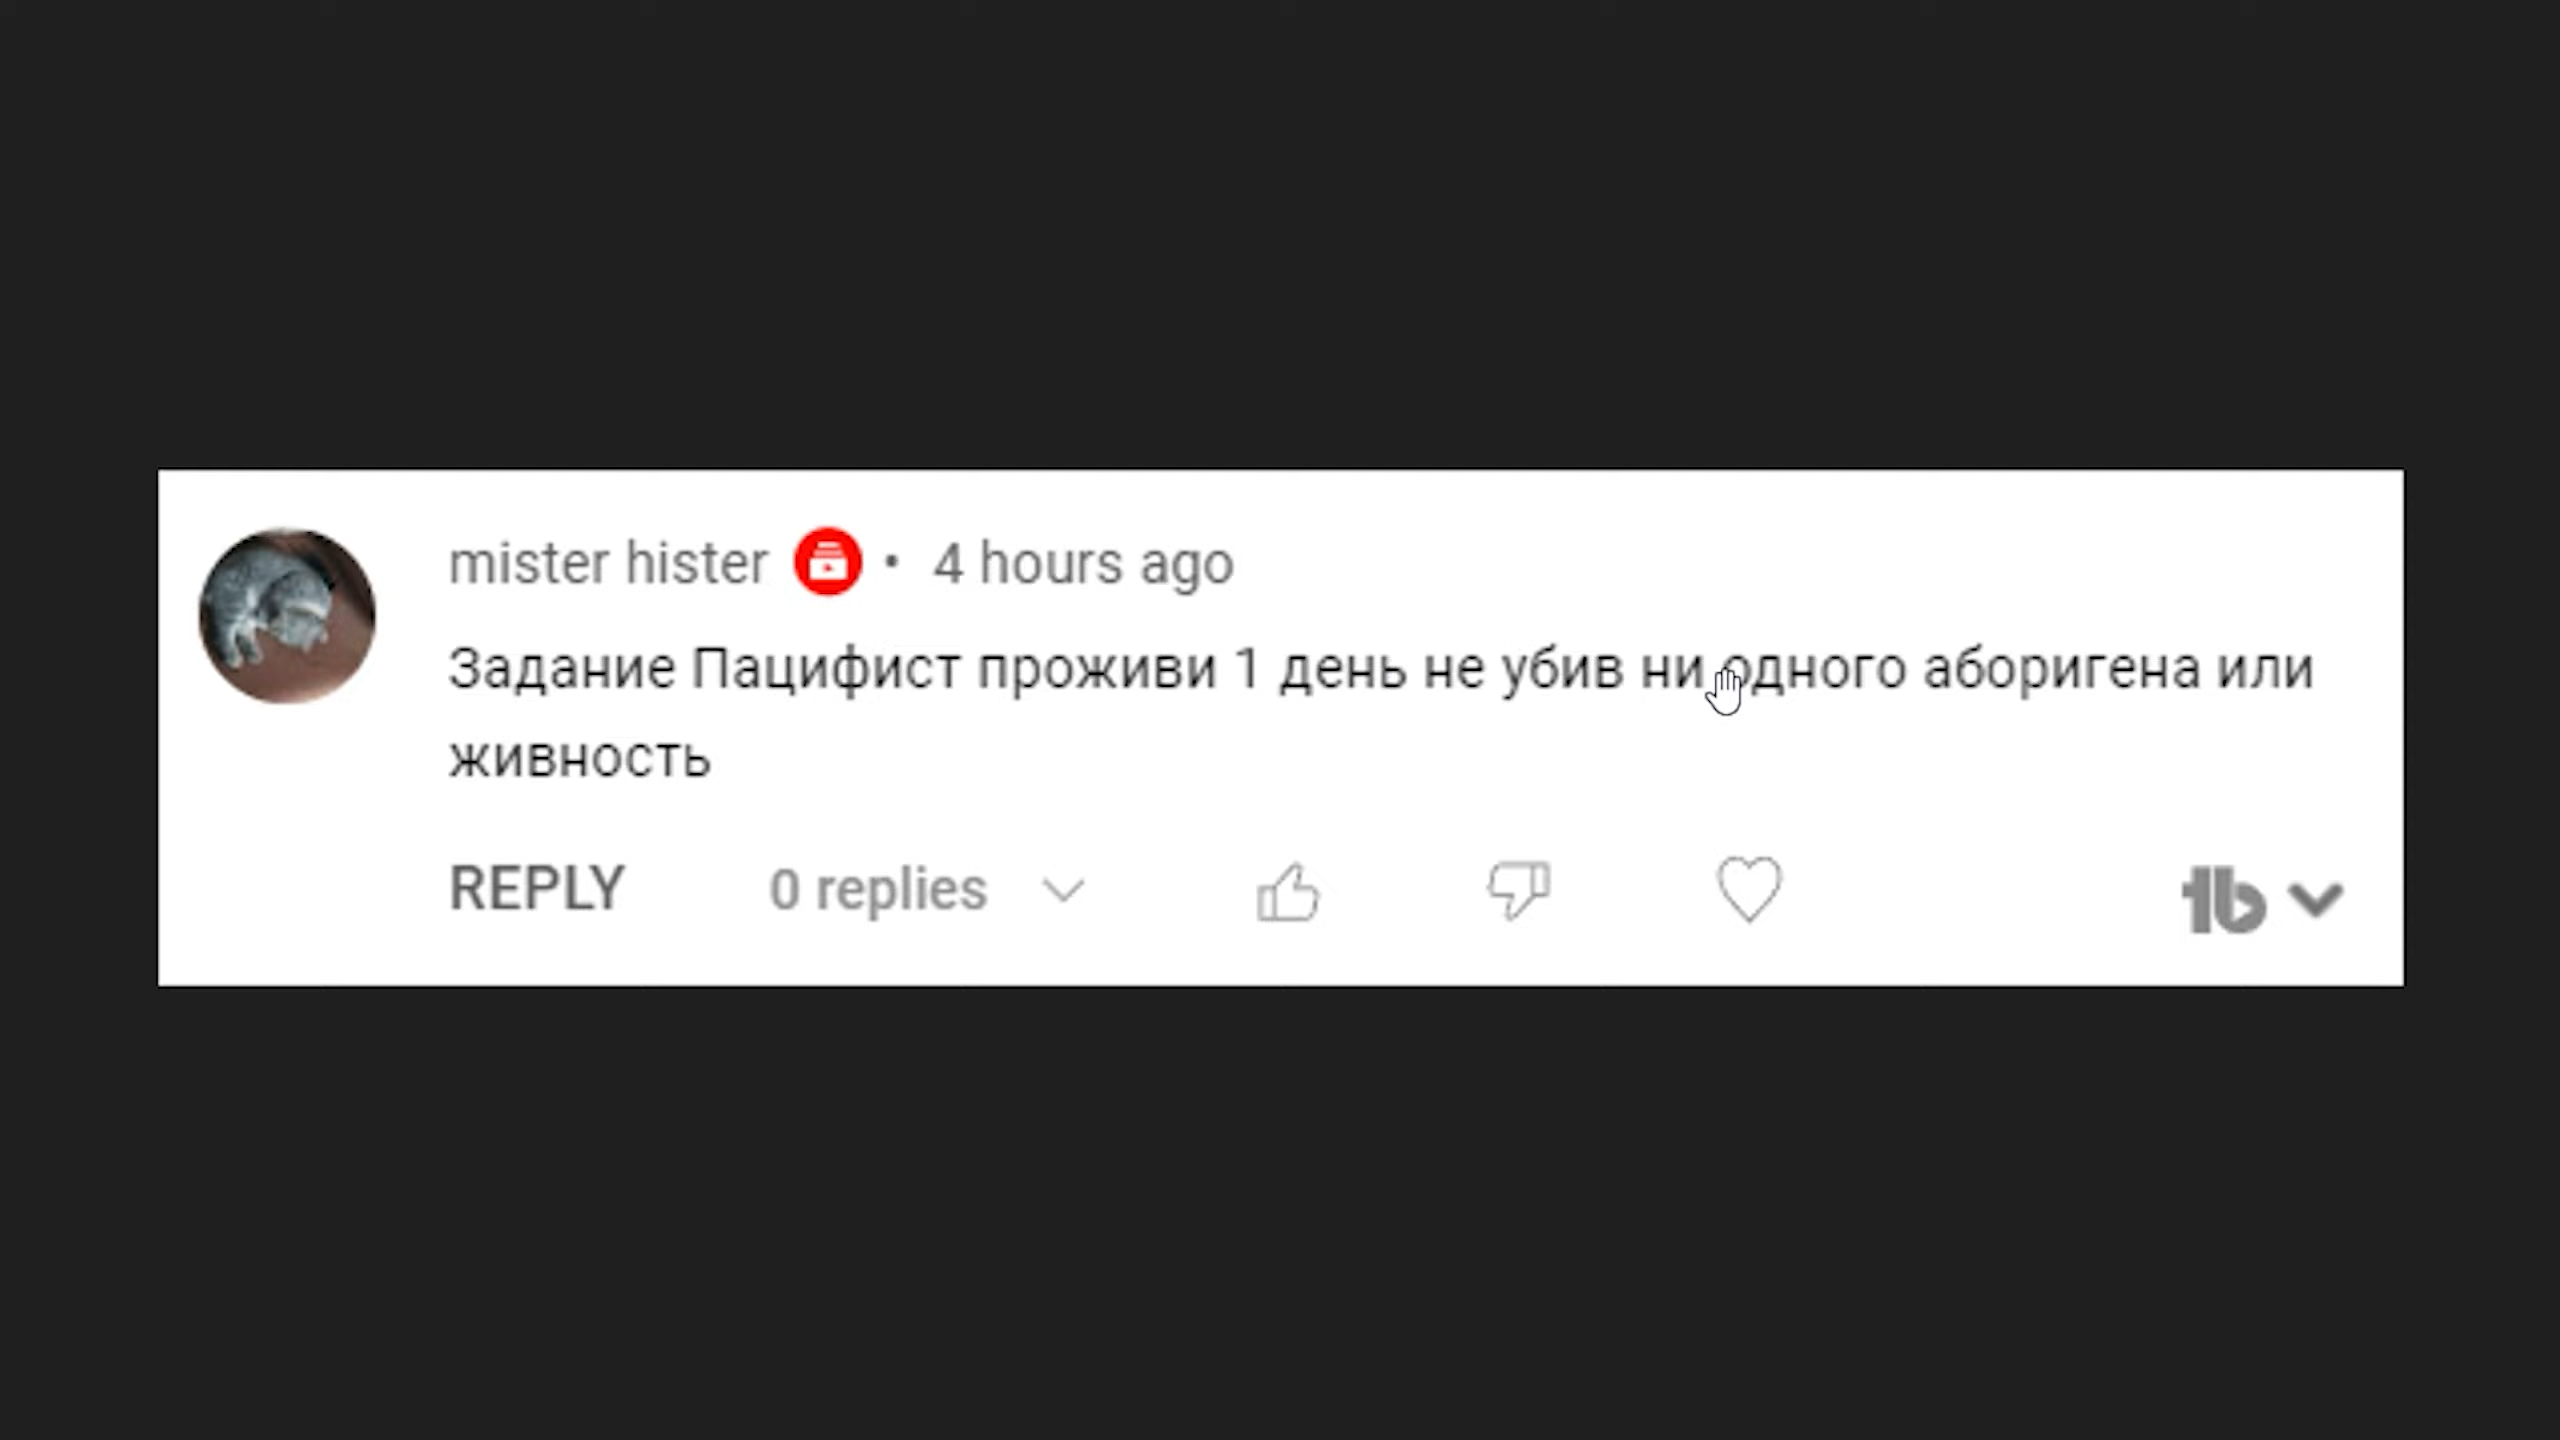 mister hister • 4 hours ago
Задание Пацифист проживи 1 день не убив ни одного аборигена или
живность
REPLY 0 replies
tb